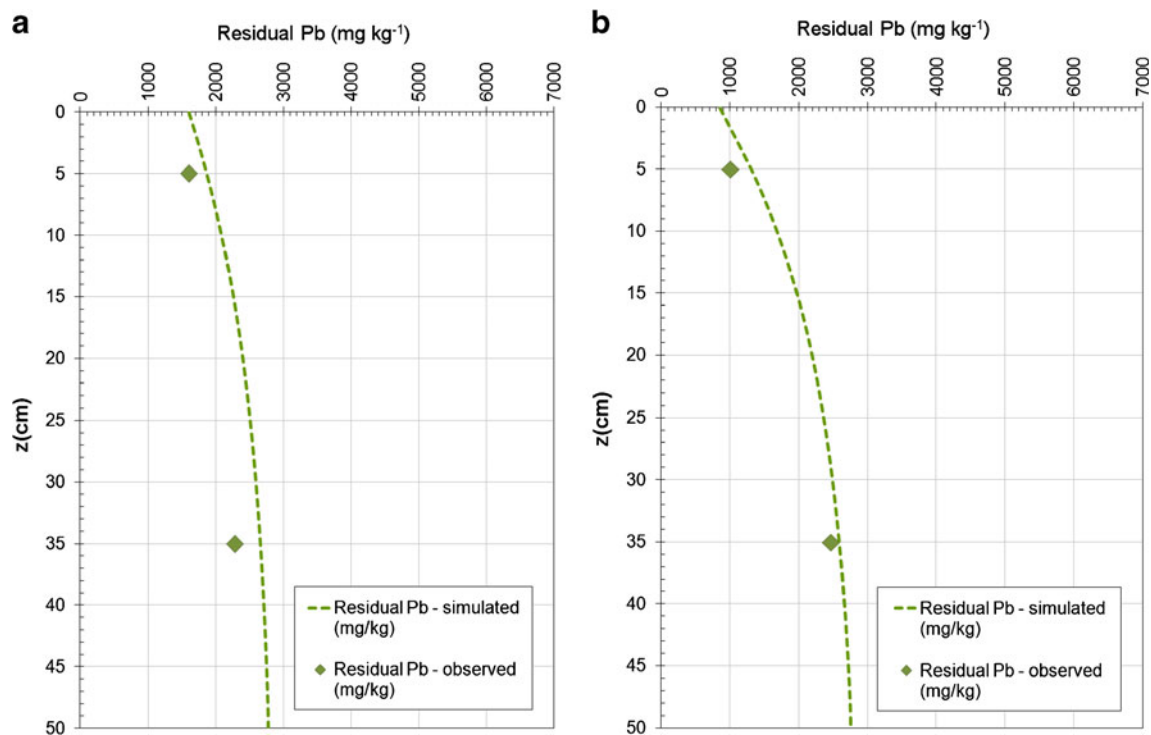 a
Residual Pb (mg kg⁻¹)
0 1000 2000 3000 4000 5000 6000 7000
0
5
10
15
20
25
30
35
40
45
50
z(cm)
Residual Pb - simulated
(mg/kg)
Residual Pb - observed
(mg/kg)
b
Residual Pb (mg kg⁻¹)
0 1000 2000 3000 4000 5000 6000 7000
0
5
10
15
20
25
30
35
40
45
50
z(cm)
Residual Pb - simulated
(mg/kg)
Residual Pb - observed
(mg/kg)